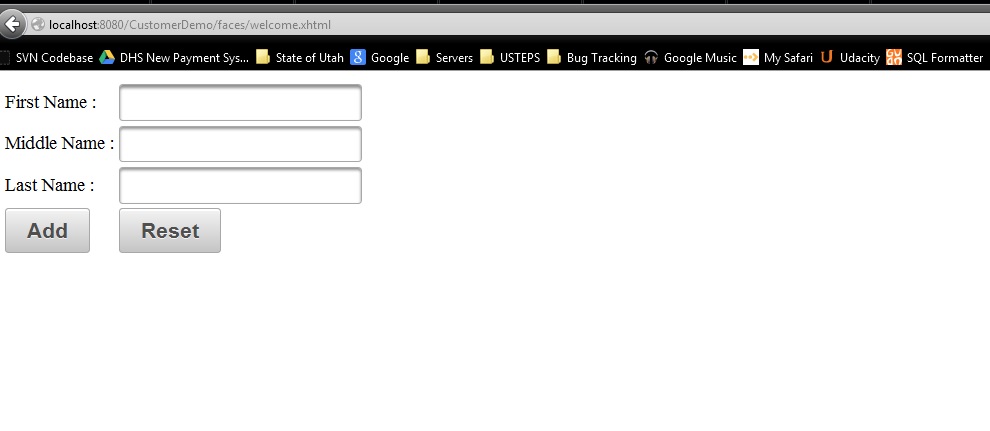 localhost:8080/CustomerDemo/faces/welcome.xhtml
SVN Codebase DHS New Payment Sys... State of Utah Google Servers USTEPS Bug Tracking Google Music My Safari Udacity SQL Formatter
First Name :
Middle Name :
Last Name :
Add Reset